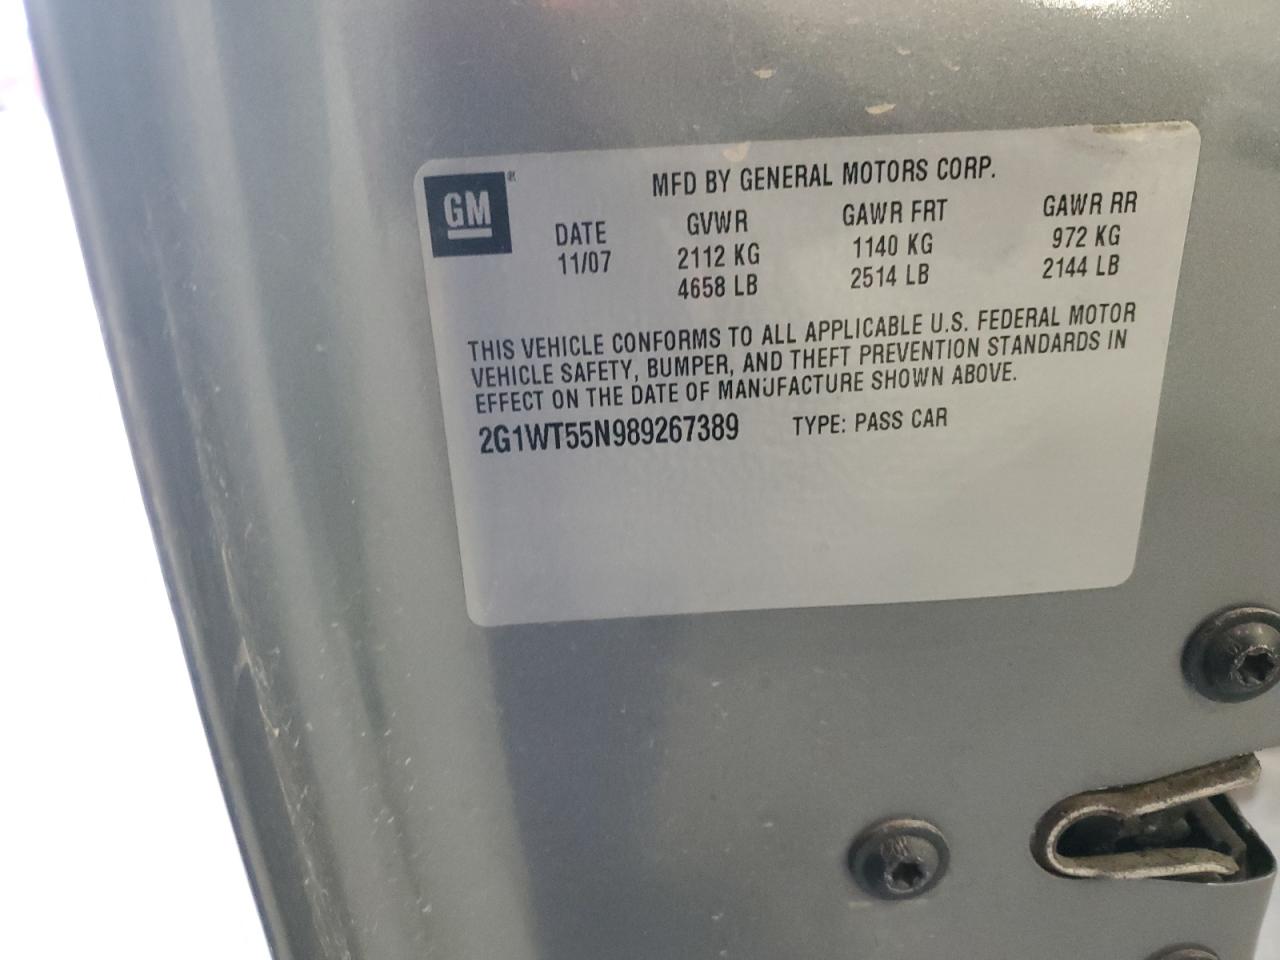 GM
MFD BY GENERAL MOTORS CORP.
DATE GVWR GAWR FRT GAWR RR
11/07 2112 KG 1140 KG 972 KG
4658 LB 2514 LB 2144 LB
THIS VEHICLE CONFORMS TO ALL APPLICABLE U.S. FEDERAL MOTOR
VEHICLE SAFETY, BUMPER, AND THEFT PREVENTION STANDARDS IN
EFFECT ON THE DATE OF MANUFACTURE SHOWN ABOVE.
2G1WT55N989267389 TYPE: PASS CAR